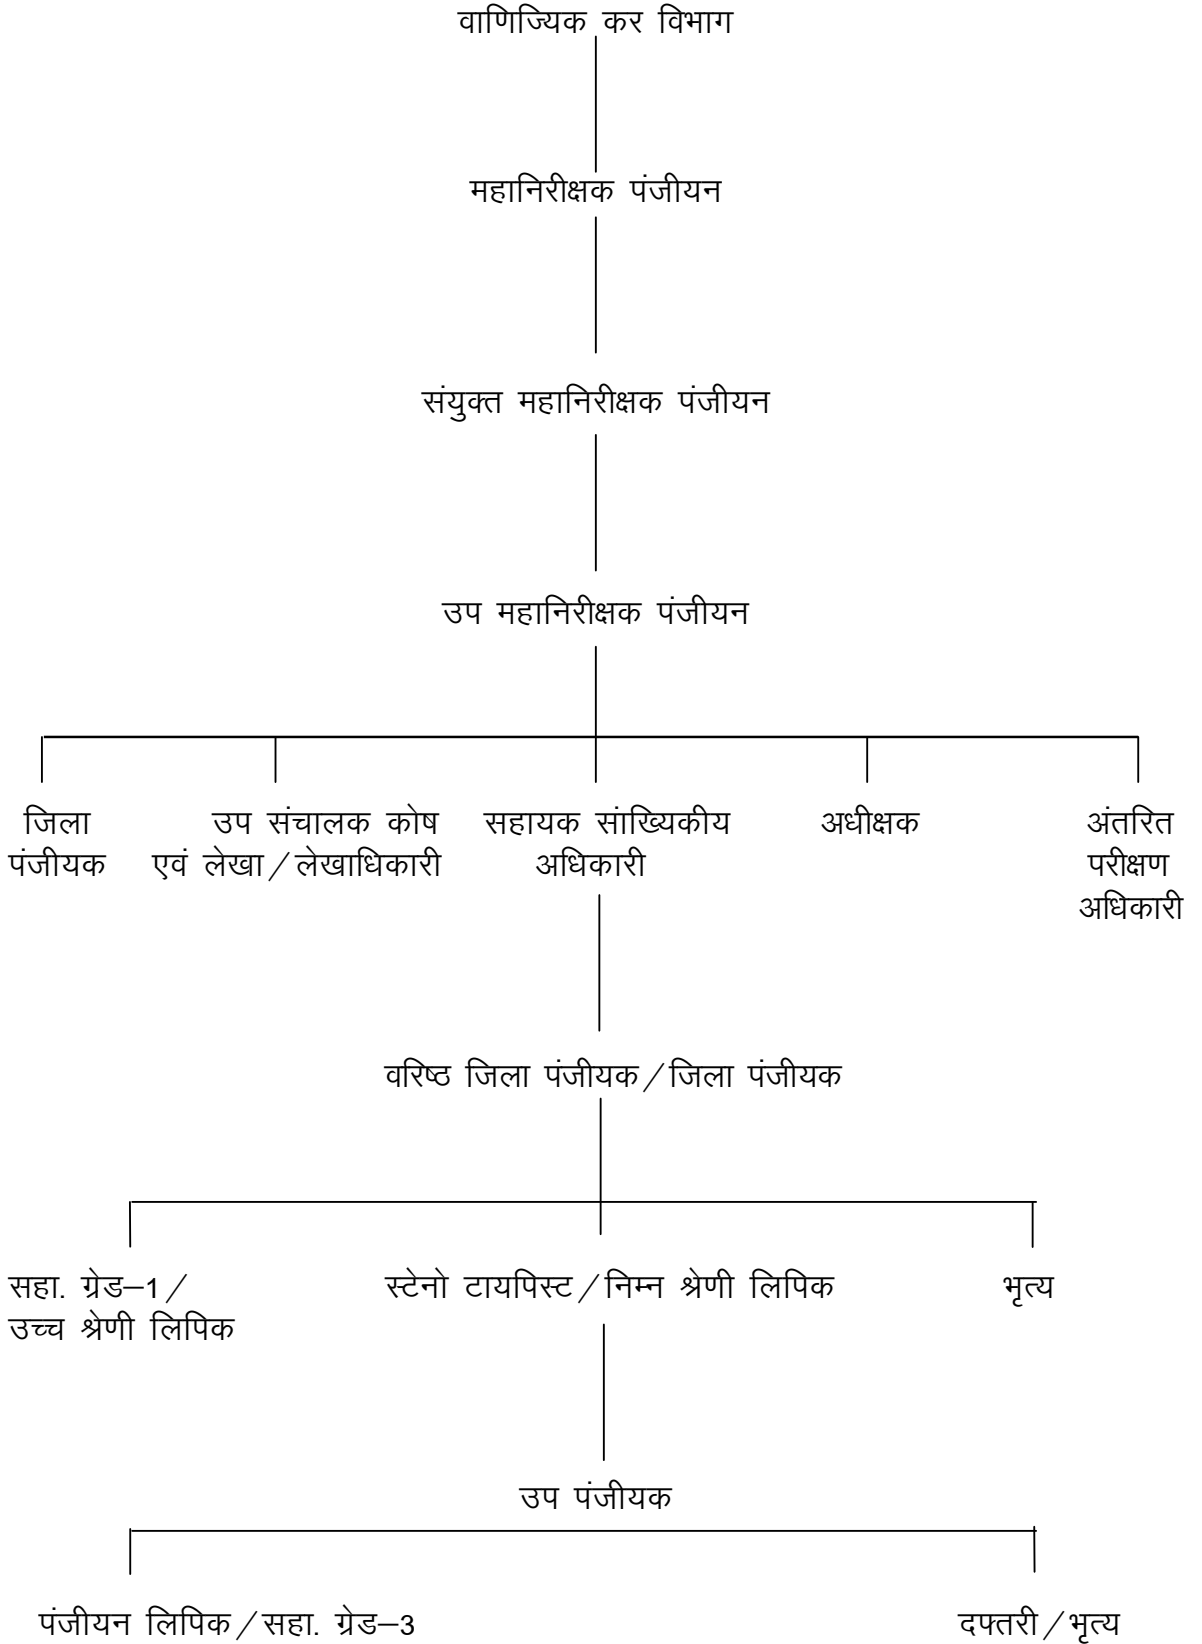 वाणिज्यिक कर विभाग
महानिरीक्षक पंजीयन
संयुक्त महानिरीक्षक पंजीयन
उप महानिरीक्षक पंजीयन
जिला
पंजीयक
उप संचालक कोष
एवं लेखा/लेखाधिकारी
सहायक सांख्यिकीय
अधिकारी
अधीक्षक
अंतरित
परीक्षण
अधिकारी
वरिष्ठ जिला पंजीयक/जिला पंजीयक
सहा. ग्रेड–1/
उच्च श्रेणी लिपिक
स्टेनो टायपिस्ट/निम्न श्रेणी लिपिक
भृत्य
उप पंजीयक
पंजीयन लिपिक/सहा. ग्रेड–3
दफ्तरी/भृत्य